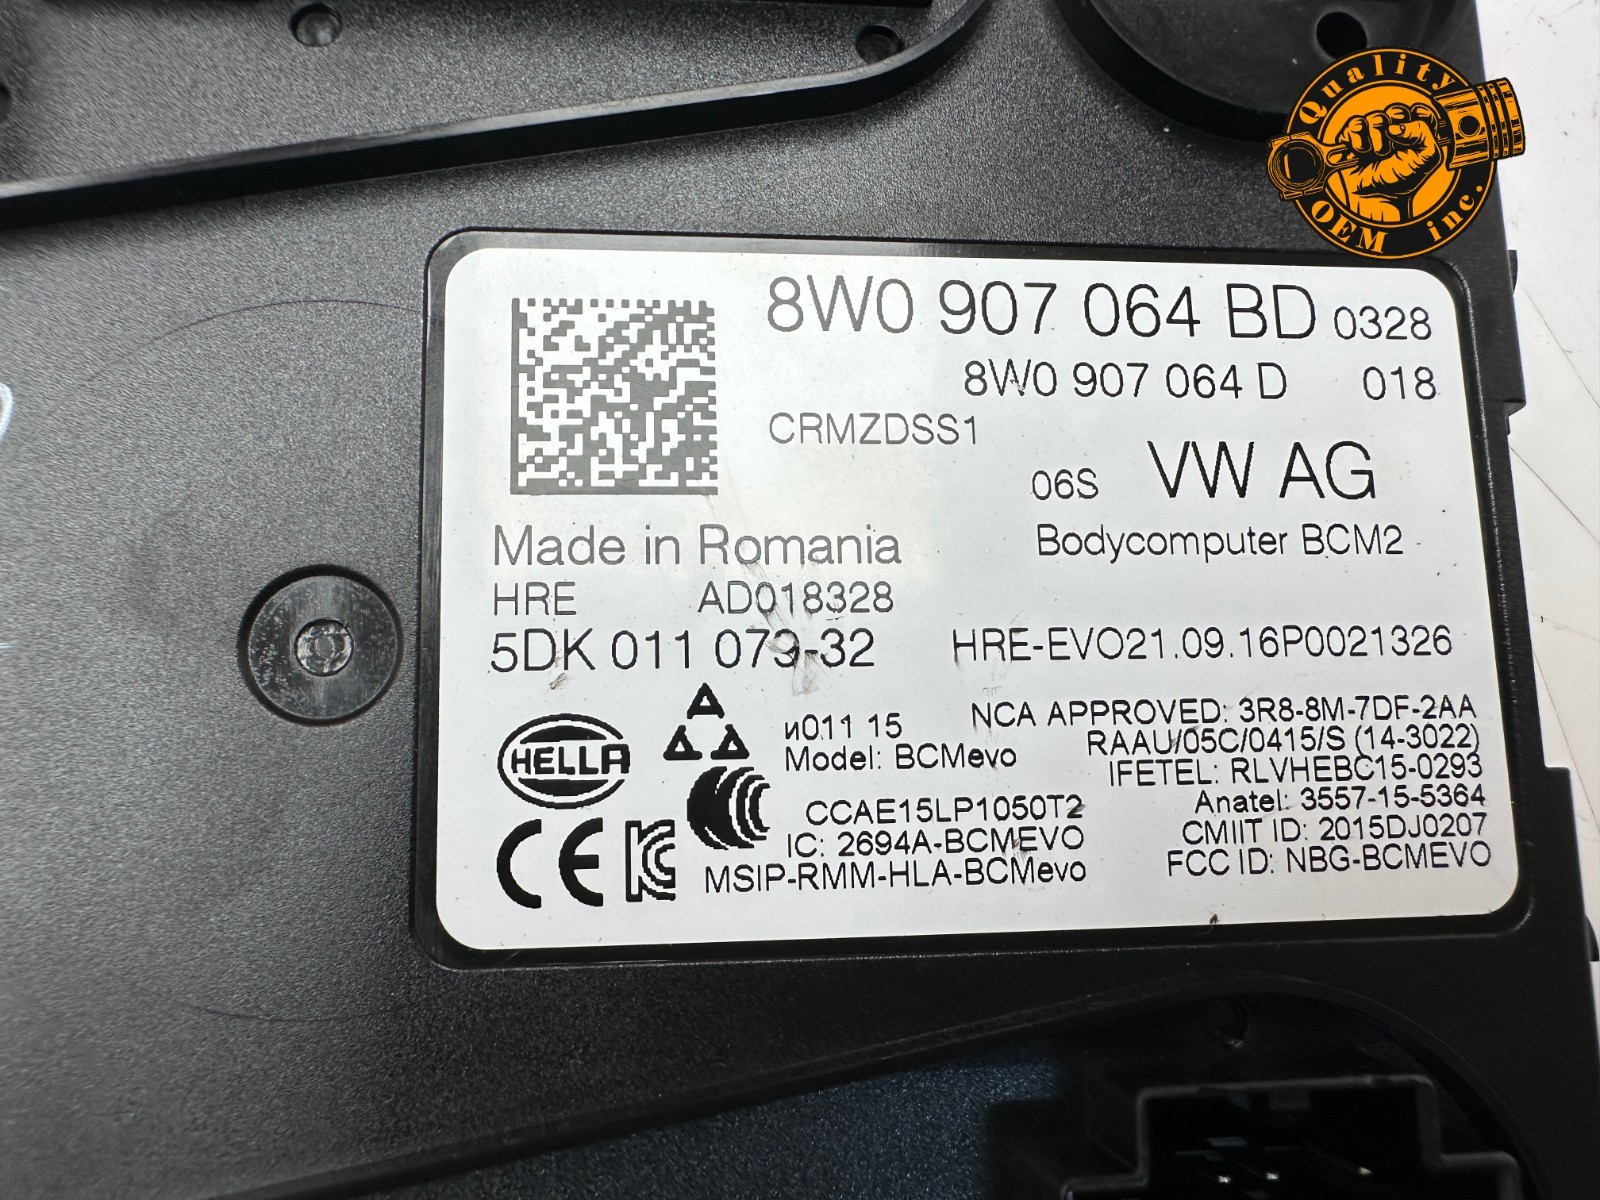 Quality
OEM inc.
8W0 907 064 BD 0328
8W0 907 064 D 018
CRMZDSS1
06S VW AG
Made in Romania
Bodycomputer BCM2
HRE AD018328
5DK 011 073-32 HRE-EVO21.09.16P0021326
HELLA
и011 15
Model: BCMevo
NCA APPROVED: 3R8-8M-7DF-2AA
RAAU/05C/0415/S (14-3022)
IFETEL: RLVHEBC15-0293
Anatel: 3557-15-5364
CCAE15LP1050T2
CMIIT ID: 2015DJ0207
IC: 2694A-BCMEVO
FCC ID: NBG-BCMEVO
MSIP-RMM-HLA-BCMevo
CE